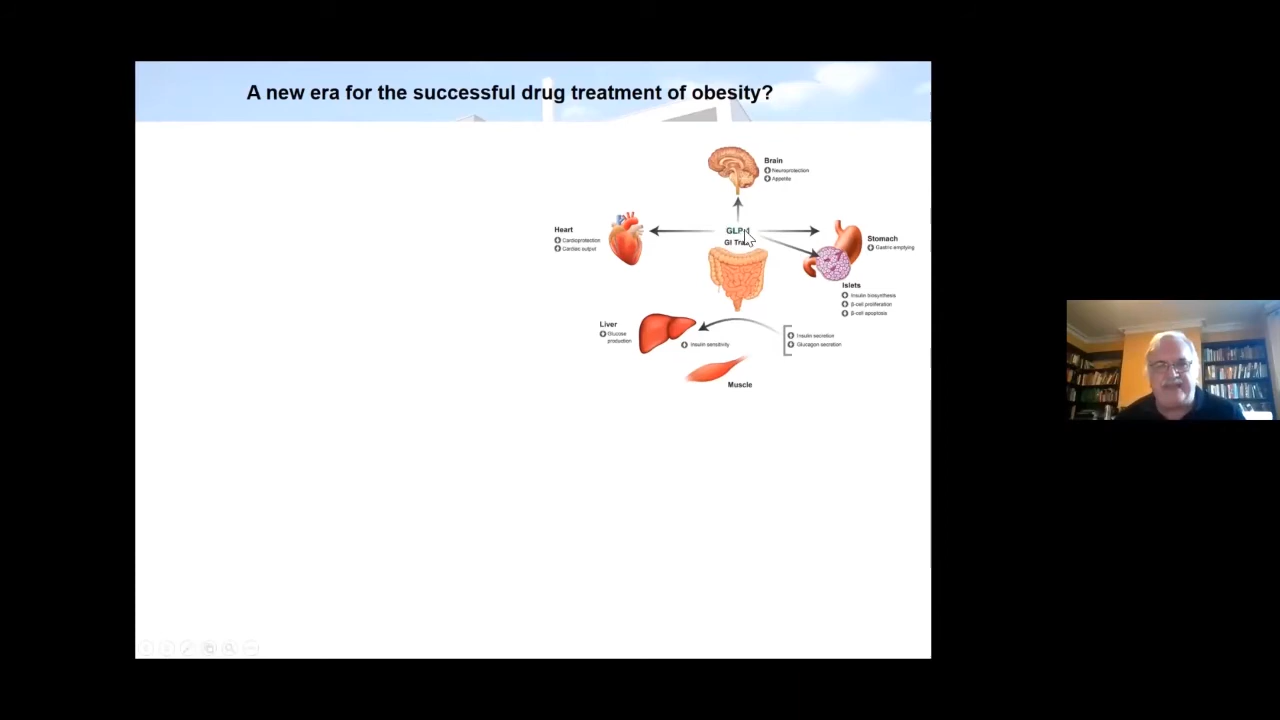 A new era for the successful drug treatment of obesity?
Brain
Neuroprotection
Appetite
Heart
Cardioprotection
Cardiac output
GLP-1
GI
Stomach
Gastric emptying
Islets
Insulin biosynthesis
β-cell proliferation
β-cell apoptosis
Liver
Glucose
production
Insulin sensitivity
Insulin secretion
Glucagon secretion
Muscle